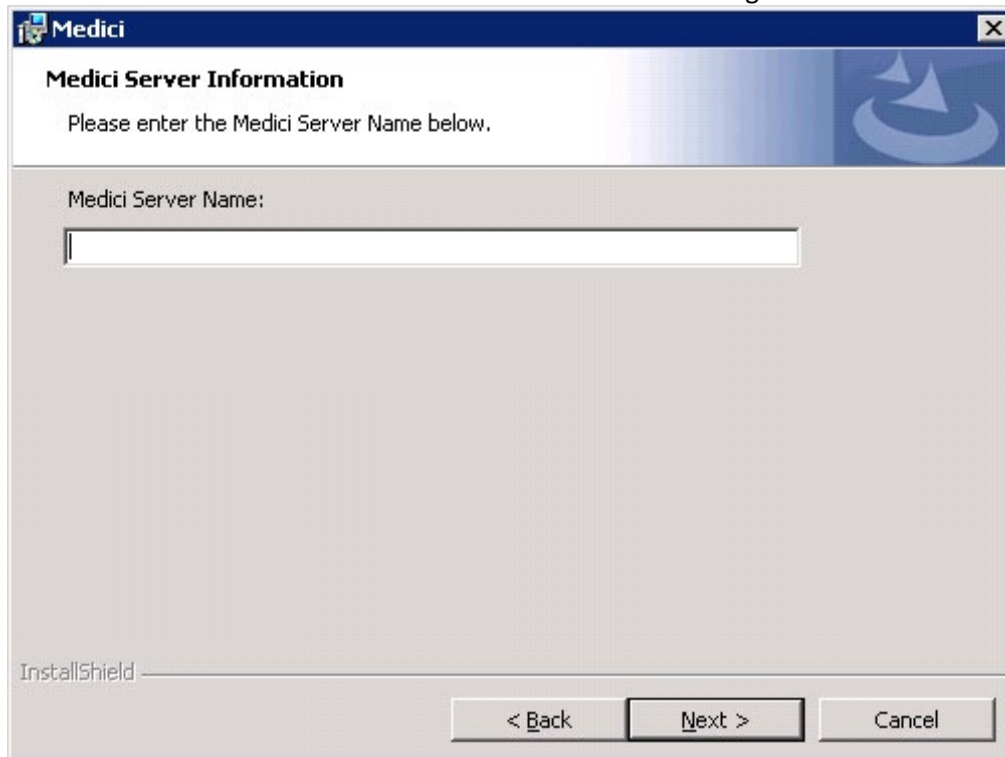 Medici
Medici Server Information
Please enter the Medici Server Name below.
Medici Server Name:
InstallShield
< Back Next > Cancel